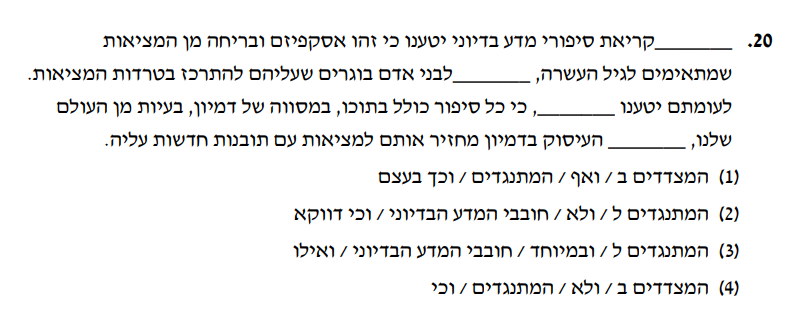 20. _______קריאת סיפורי מדע בדיוני יטענו כי זהו אסקפיזם ובריחה מן המציאות
שמתאימים לגיל העשרה, _______לבני אדם בוגרים שעליהם להתרכז בטרדות המציאות.
לעומתם יטענו _______, כי כל סיפור כולל בתוכו, במסווה של דמיון, בעיות מן העולם
שלנו, _______ העיסוק בדמיון מחזיר אותם למציאות עם תובנות חדשות עליה.
(1) המצדדים ב / ואף / המתנגדים / וכך בעצם
(2) המתנגדים ל / ולא / חובבי המדע הבדיוני / וכי דווקא
(3) המתנגדים ל / ובמיוחד / חובבי המדע הבדיוני / ואילו
(4) המצדדים ב / ולא / המתנגדים / וכי